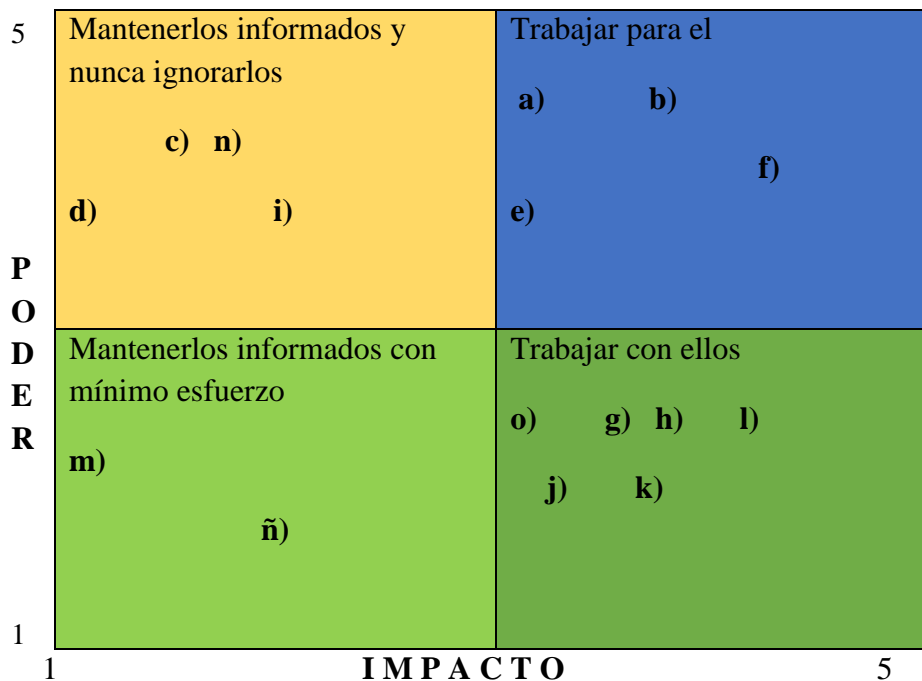 5
Mantenerlos informados y
nunca ignorarlos
c) n)
d) i)
Trabajar para el
a) b)
f)
e)
PODER
Mantenerlos informados con
mínimo esfuerzo
m)
ñ)
Trabajar con ellos
o) g) h) l)
j) k)
1
1 IMPACTO 5